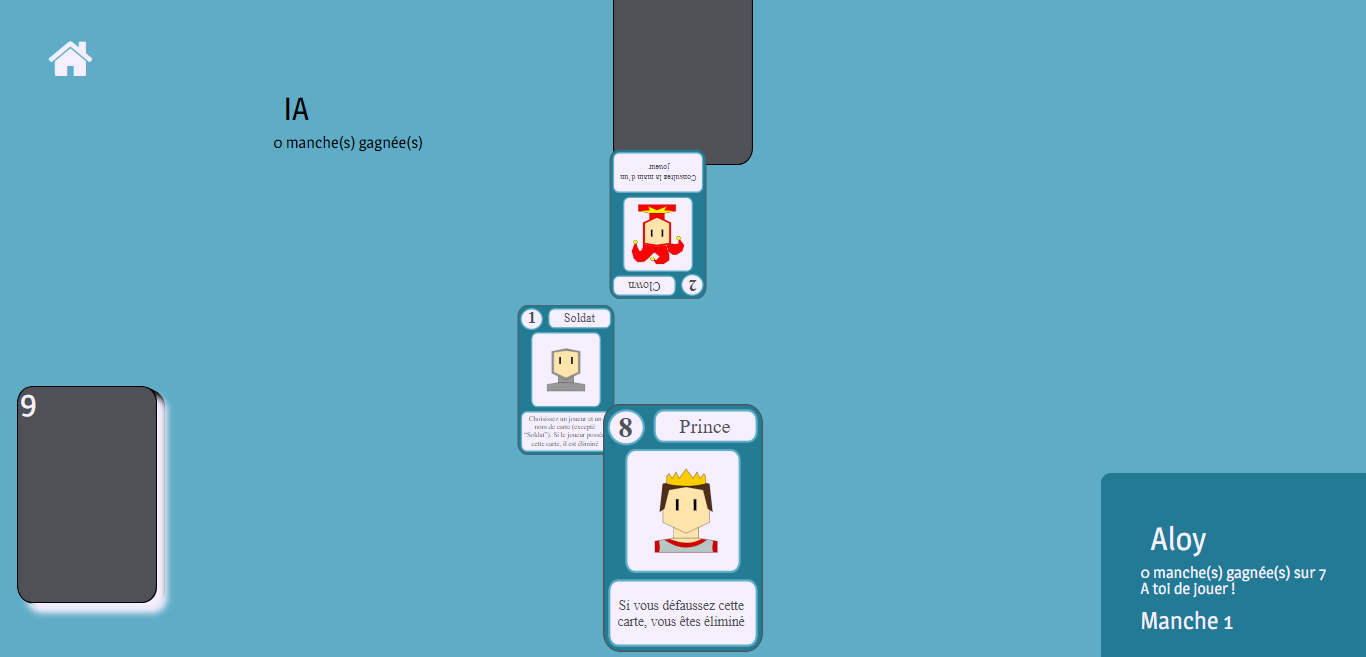 IA
0 manche(s) gagnée(s)
Consultez la main d'un
joueur
Clown
2
1
Soldat
Choisissez un joueur et un
nom de carte (excepté
"Soldat"). Si le joueur possè
cette carte, il est éliminé
9
8
Prince
Si vous défaussez cette
carte, vous êtes éliminé
Aloy
0 manche(s) gagnée(s) sur 7
A toi de jouer !
Manche 1